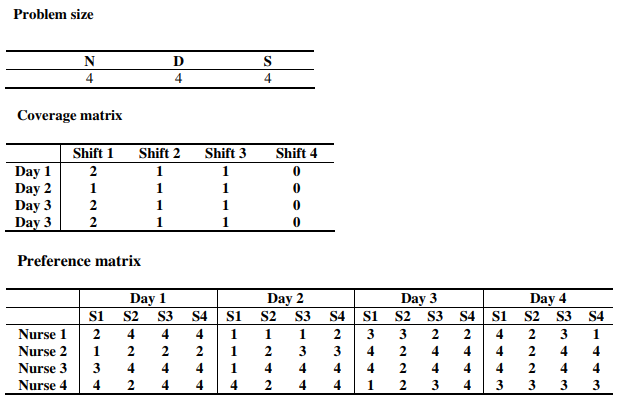 Problem size
N D S
4 4 4
Coverage matrix
Shift 1 Shift 2 Shift 3 Shift 4
Day 1 2 1 1 0
Day 2 1 1 1 0
Day 3 2 1 1 0
Day 3 2 1 1 0
Preference matrix
Day 1 Day 2 Day 3 Day 4
S1 S2 S3 S4 S1 S2 S3 S4 S1 S2 S3 S4 S1 S2 S3 S4
Nurse 1 2 4 4 4 1 1 1 2 3 3 2 2 4 2 3 1
Nurse 2 1 2 2 2 1 2 3 3 4 2 4 4 4 2 4 4
Nurse 3 3 4 4 4 1 4 4 4 4 2 4 4 4 2 4 4
Nurse 4 4 2 4 4 4 2 4 4 1 2 3 4 3 3 3 3